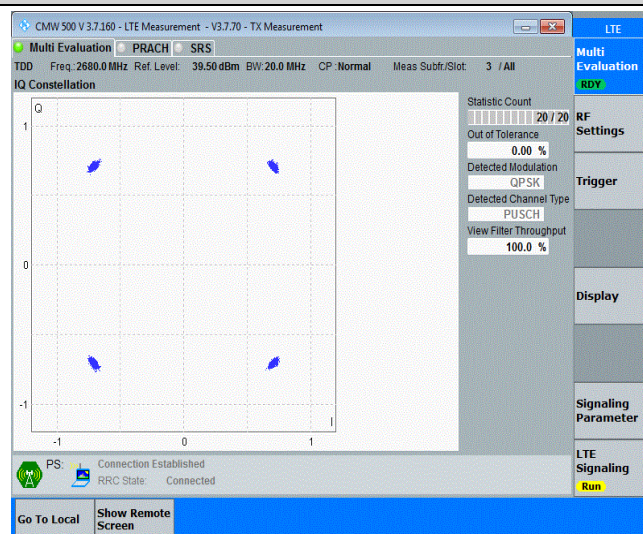 CMW 500 V 3.7.160 - LTE Measurement - V3.7.70 - TX Measurement
LTE
Multi Evaluation PRACH SRS
Multi
Evaluation
RDY
TDD Freq.:2680.0 MHz Ref. Level: 39.50 dBm BW:20.0 MHz CP :Normal Meas Subfr./Slot: 3 / All
IQ Constellation
Statistic Count
20 / 20
Out of Tolerance
0.00 %
Detected Modulation
QPSK
Detected Channel Type
PUSCH
View Filter Throughput
100.0 %
RF
Settings
Trigger
Display
Signaling
Parameter
LTE
Signaling
Run
Q
1
0
-1
I
-1 0 1
PS: Connection Established
RRC State: Connected
Go To Local
Show Remote
Screen